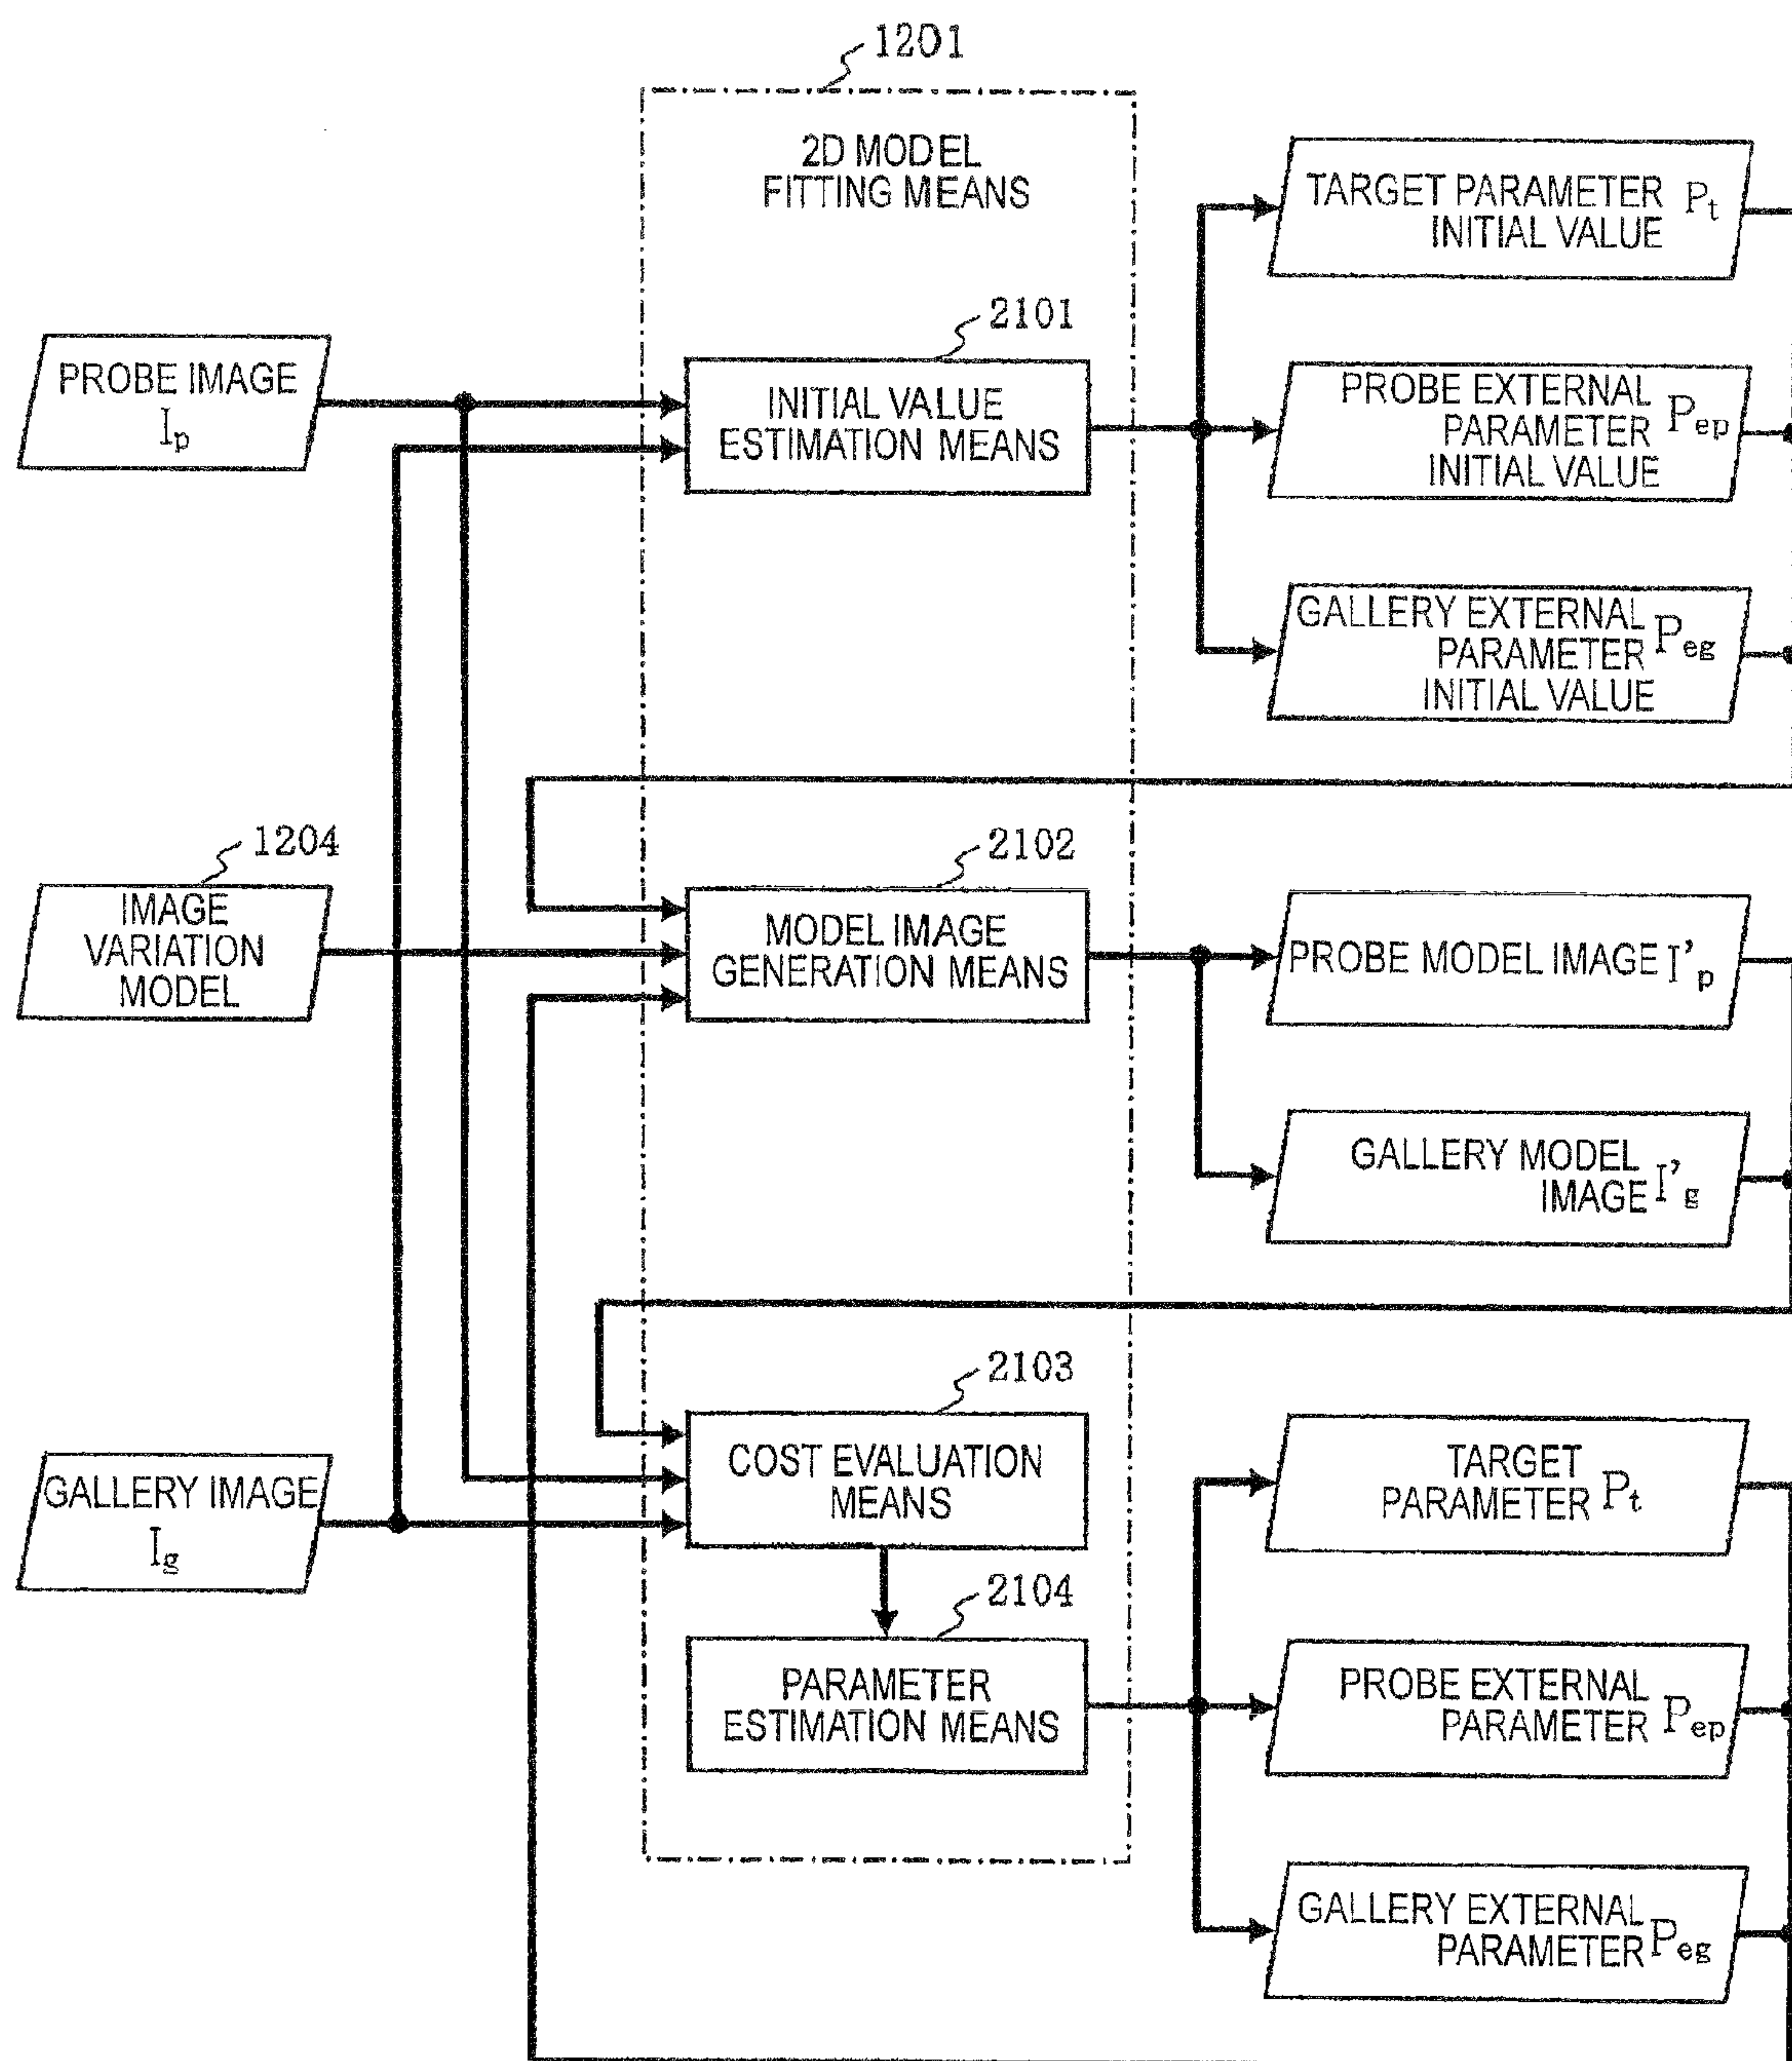 1201
2D MODEL
FITTING MEANS
TARGET PARAMETER Pt
INITIAL VALUE
2101
PROBE IMAGE
Ip
INITIAL VALUE
ESTIMATION MEANS
PROBE EXTERNAL
PARAMETER Pep
INITIAL VALUE
GALLERY EXTERNAL
PARAMETER Peg
INITIAL VALUE
1204
IMAGE
VARIATION
MODEL
2102
MODEL IMAGE
GENERATION MEANS
PROBE MODEL IMAGE I'p
GALLERY MODEL
IMAGE I'g
2103
GALLERY IMAGE
Ig
COST EVALUATION
MEANS
TARGET
PARAMETER Pt
2104
PARAMETER
ESTIMATION MEANS
PROBE EXTERNAL
PARAMETER Pep
GALLERY EXTERNAL
PARAMETER Peg